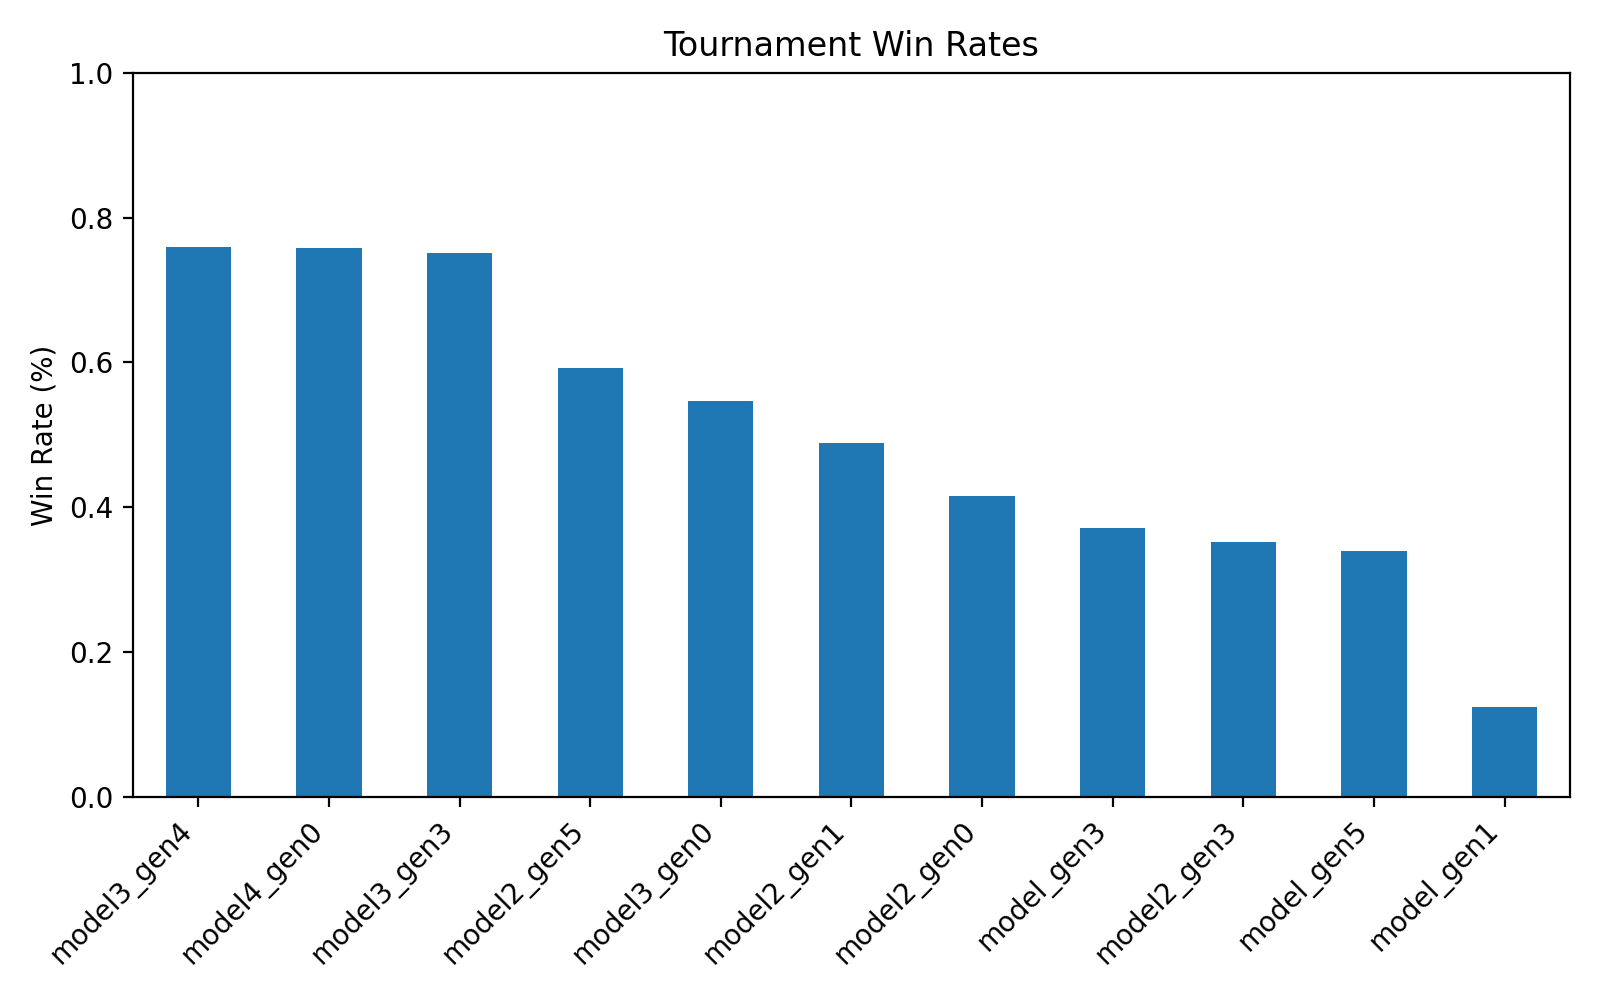 Tournament Win Rates
Win Rate (%)
1.0
0.8
0.6
0.4
0.2
0.0
model3_gen4
model4_gen0
model3_gen3
model2_gen5
model3_gen0
model2_gen1
model2_gen0
model_gen3
model2_gen3
model_gen5
model_gen1